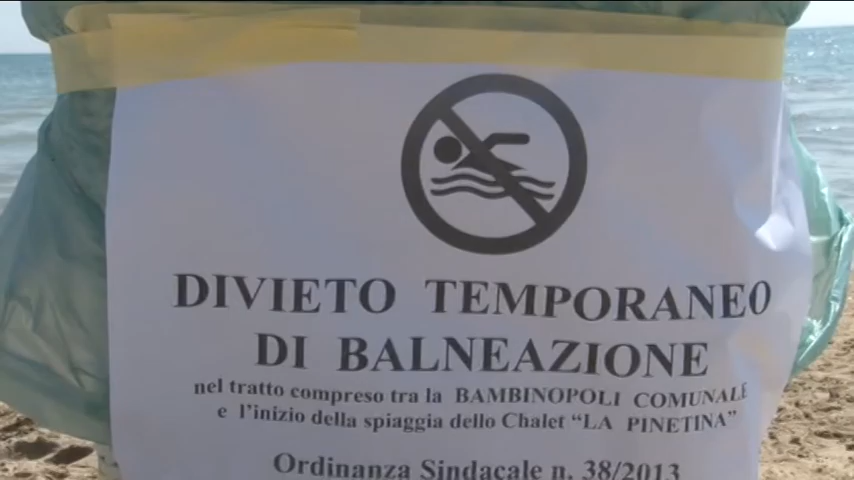 DIVIETO TEMPORANEO
DI BALNEAZIONE
nel tratto compreso tra la BAMBINOPOLI COMUNALE
e l'inizio della spiaggia dello Chalet "LA PINETINA"
Ordinanza Sindacale n. 38/2013